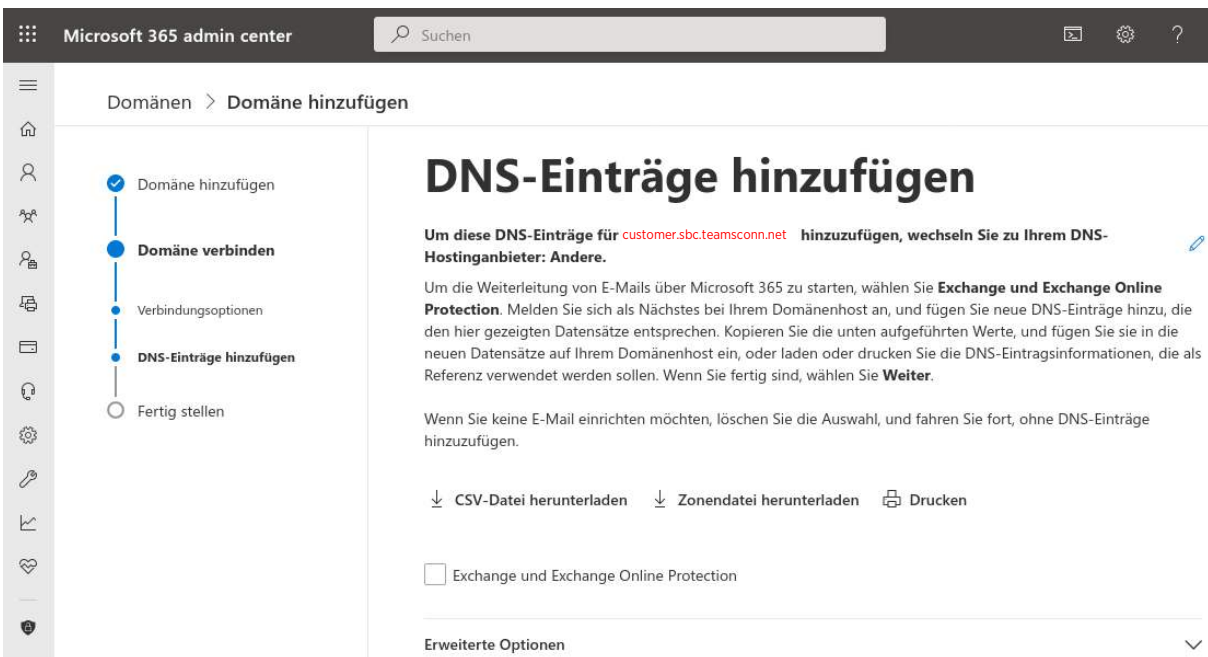 Microsoft 365 admin center
Suchen
Domänen > Domäne hinzufügen
Domäne hinzufügen
Domäne verbinden
Verbindungsoptionen
DNS-Einträge hinzufügen
Fertig stellen
DNS-Einträge hinzufügen
Um diese DNS-Einträge für customer.sbc.teamsconn.net hinzuzufügen, wechseln Sie zu Ihrem DNS-
Hostinganbieter: Andere.
Um die Weiterleitung von E-Mails über Microsoft 365 zu starten, wählen Sie Exchange und Exchange Online
Protection. Melden Sie sich als Nächstes bei Ihrem Domänenhost an, und fügen Sie neue DNS-Einträge hinzu, die
den hier gezeigten Datensätze entsprechen. Kopieren Sie die unten aufgeführten Werte, und fügen Sie sie in die
neuen Datensätze auf Ihrem Domänenhost ein, oder laden oder drucken Sie die DNS-Eintragsinformationen, die als
Referenz verwendet werden sollen. Wenn Sie fertig sind, wählen Sie Weiter.
Wenn Sie keine E-Mail einrichten möchten, löschen Sie die Auswahl, und fahren Sie fort, ohne DNS-Einträge
hinzuzufügen.
CSV-Datei herunterladen Zonendatei herunterladen Drucken
Exchange und Exchange Online Protection
Erweiterte Optionen